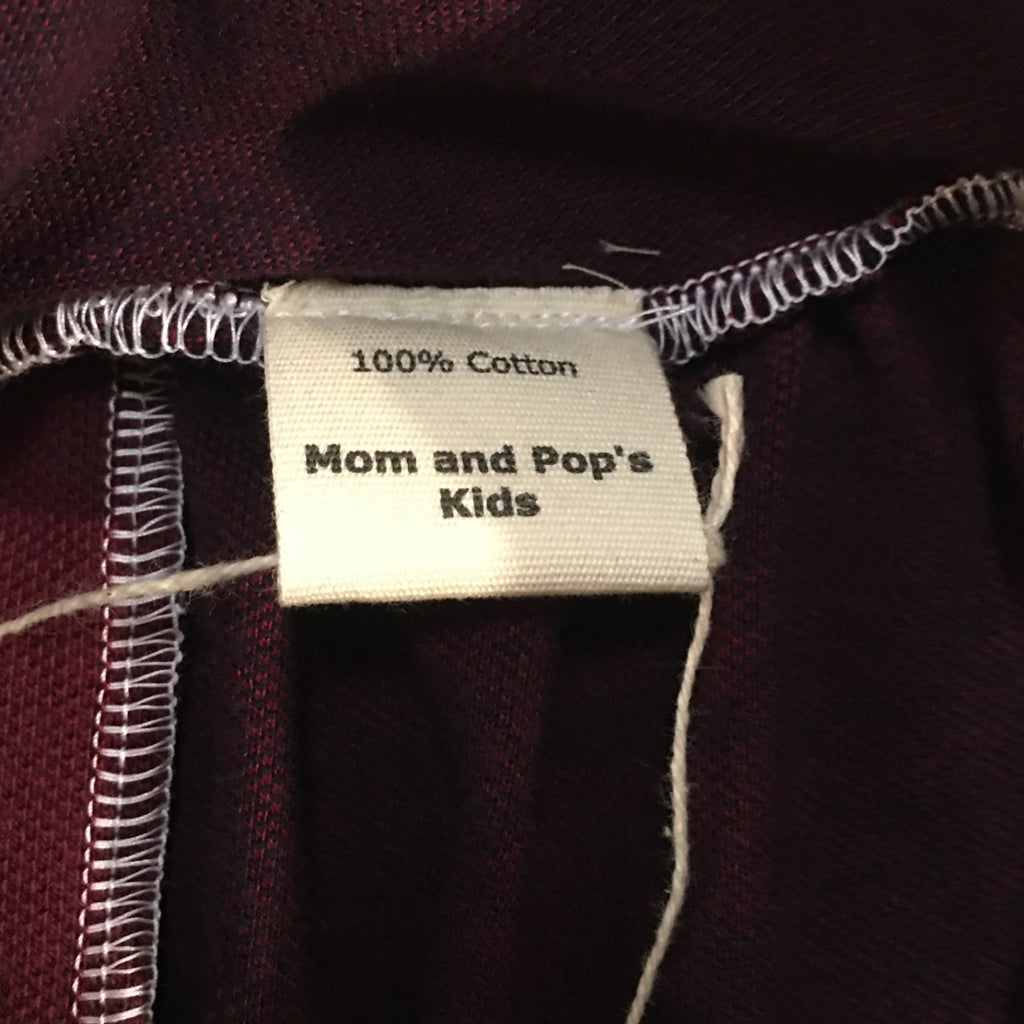 100% Cotton
Mom and Pop's
Kids